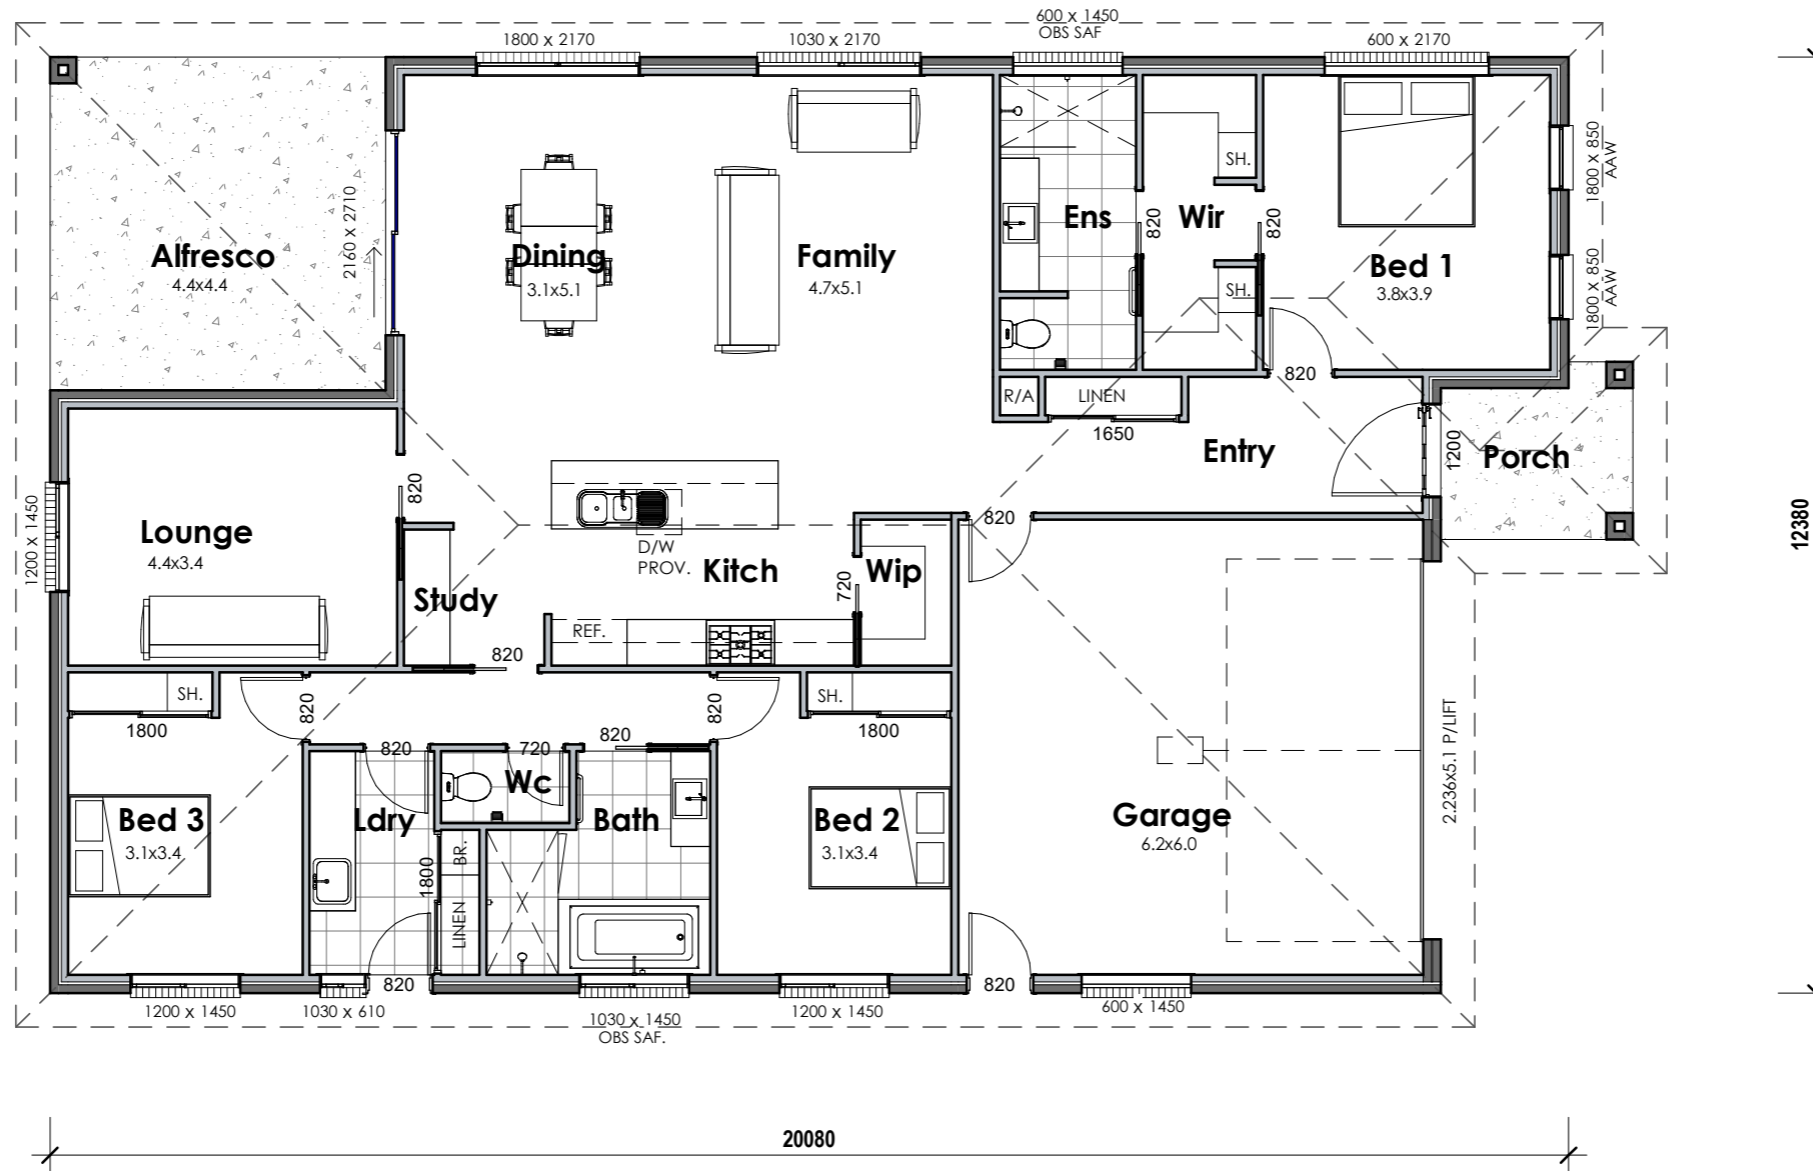 600 x 1450
OBS SAF
1800 x 2170
1030 x 2170
600 x 2170
1800 x 850
AAW
SH.
820
Ens
Wir
820
2160 x 2710
Alfresco
4.4x4.4
Dining
3.1x5.1
Family
4.7x5.1
Bed 1
3.8x3.9
1800 x 850
AAW
SH.
820
R/A
LINEN
1650
Entry
1200
Porch
820
Lounge
4.4x3.4
1200 x 1450
820
D/W
PROV.
Kitch
Wip
720
Study
REF.
820
12380
SH.
1800
820
820
SH.
1800
820
720
820
2.236x5.1 P/LIFT
Wc
Bed 3
3.1x3.4
Ldry
Bath
Bed 2
3.1x3.4
Garage
6.2x6.0
1800
BR.
LINEN
820
820
1200 x 1450
1030 x 610
1030 x 1450
OBS SAF.
1200 x 1450
600 x 1450
20080